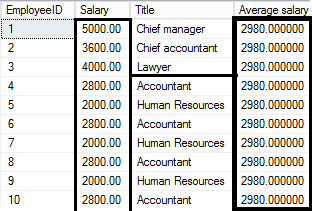 EmployeeID Salary Title Average salary
1 5000.00 Chief manager 2980.000000
2 3600.00 Chief accountant 2980.000000
3 4000.00 Lawyer 2980.000000
4 2800.00 Accountant 2980.000000
5 2000.00 Human Resources 2980.000000
6 2800.00 Accountant 2980.000000
7 2000.00 Human Resources 2980.000000
8 2800.00 Accountant 2980.000000
9 2000.00 Human Resources 2980.000000
10 2800.00 Accountant 2980.000000